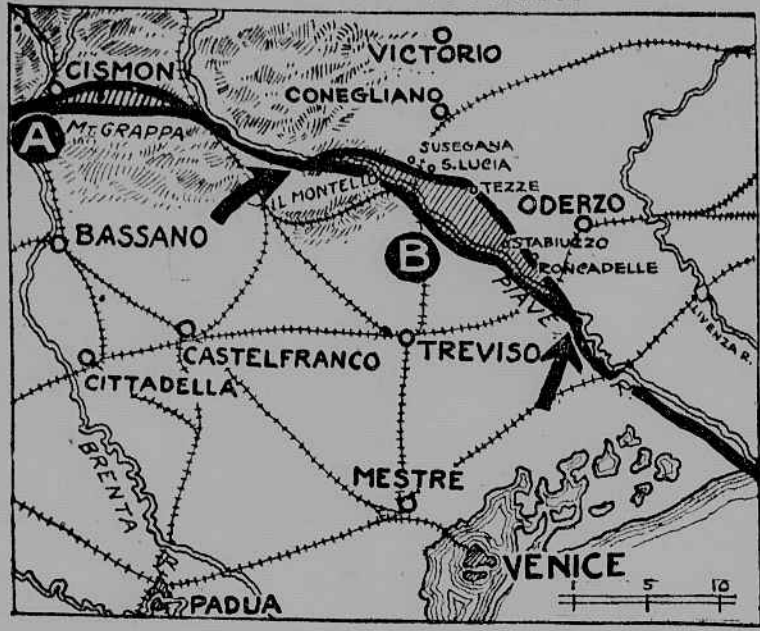 VICTORIO
CISMON
CONEGLIANO
A
MT. GRAPPA
SUSEGANA
S. LUCIA
TEZZE
IL MONTELLO
ODERZO
BASSANO
B
STABIUZZO
RONCADELLE
PIAVE
R.
LIVENZA R.
CASTELFRANCO
TREVISO
CITTADELLA
BRENTA
R.
MESTRE
VENICE
PADUA
1 5 10